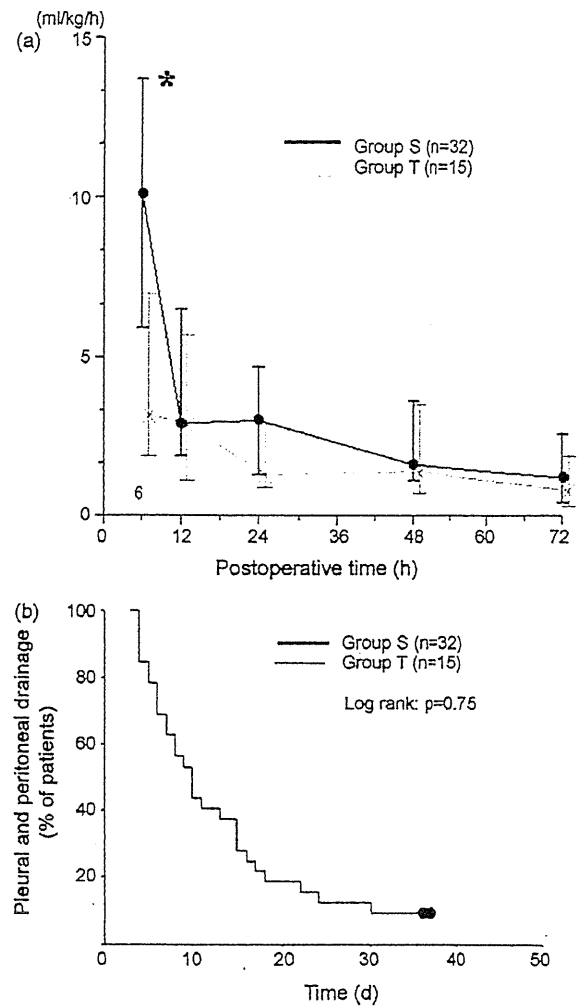 (ml/kg/h)
(a)
15
*
Group S (n=32)
Group T (n=15)
10
5
6
0
0 12 24 36 48 60 72
Postoperative time (h)
(b)
100
Group S (n=32)
Group T (n=15)
80
Log rank: p=0.75
60
40
20
Pleural and peritoneal drainage
(% of patients)
0 10 20 30 40 50
Time (d)